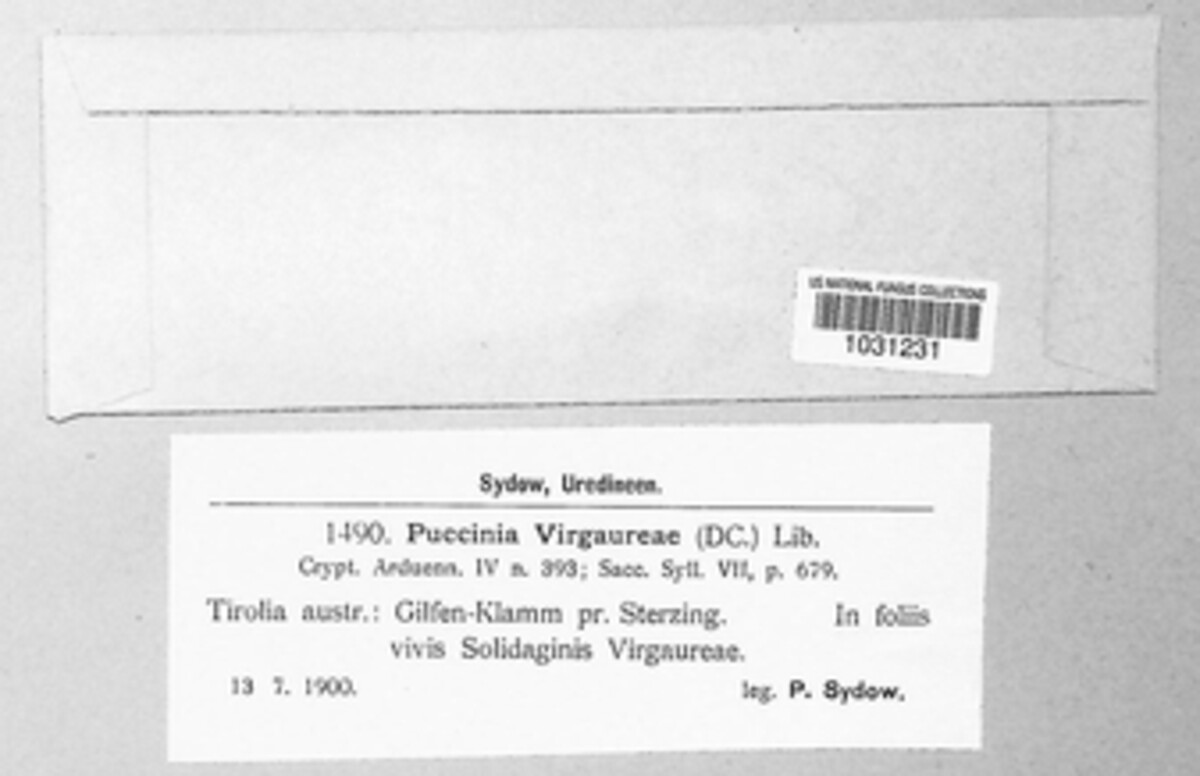 US NATIONAL FUNGUS COLLECTIONS
1031231
Sydow, Uredineen.
1490. Puccinia Virgaureae (DC.) Lib.
Crypt. Arduenn. IV n. 393; Sacc. Syll. VII, p. 679.
Tirolia austr.: Gilfen-Klamm pr. Sterzing. In foliis
vivis Solidaginis Virgaureae.
13 7. 1900. leg. P. Sydow.